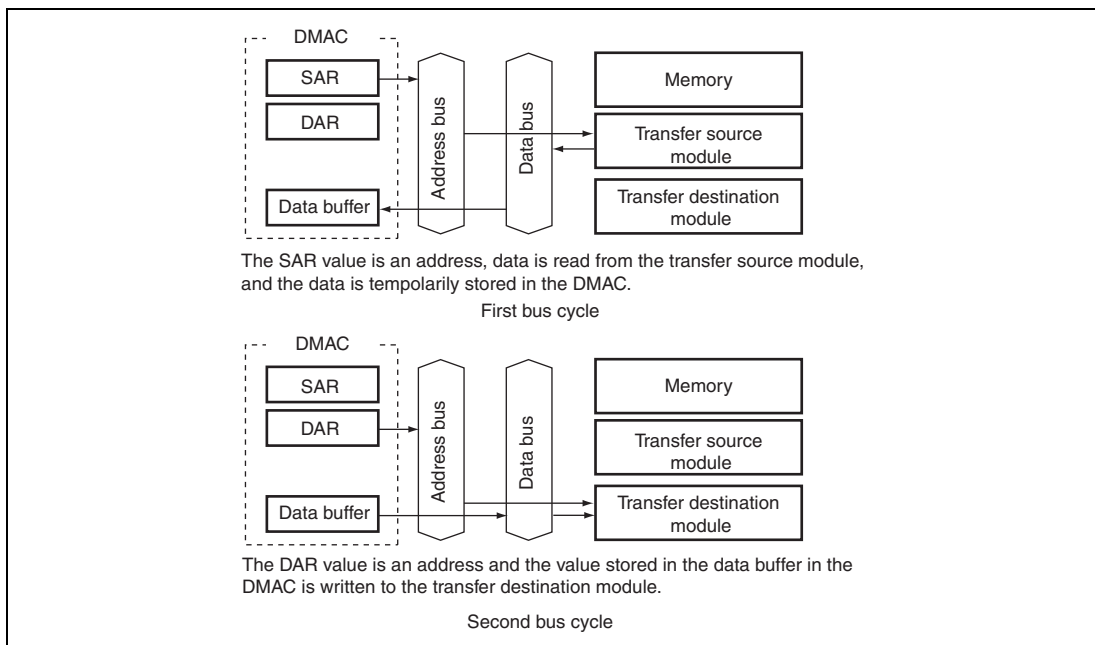 DMAC
SAR
DAR
Data buffer
Address bus
Data bus
Memory
Transfer source
module
Transfer destination
module
The SAR value is an address, data is read from the transfer source module,
and the data is tempolarily stored in the DMAC.
First bus cycle
DMAC
SAR
DAR
Data buffer
Address bus
Data bus
Memory
Transfer source
module
Transfer destination
module
The DAR value is an address and the value stored in the data buffer in the
DMAC is written to the transfer destination module.
Second bus cycle